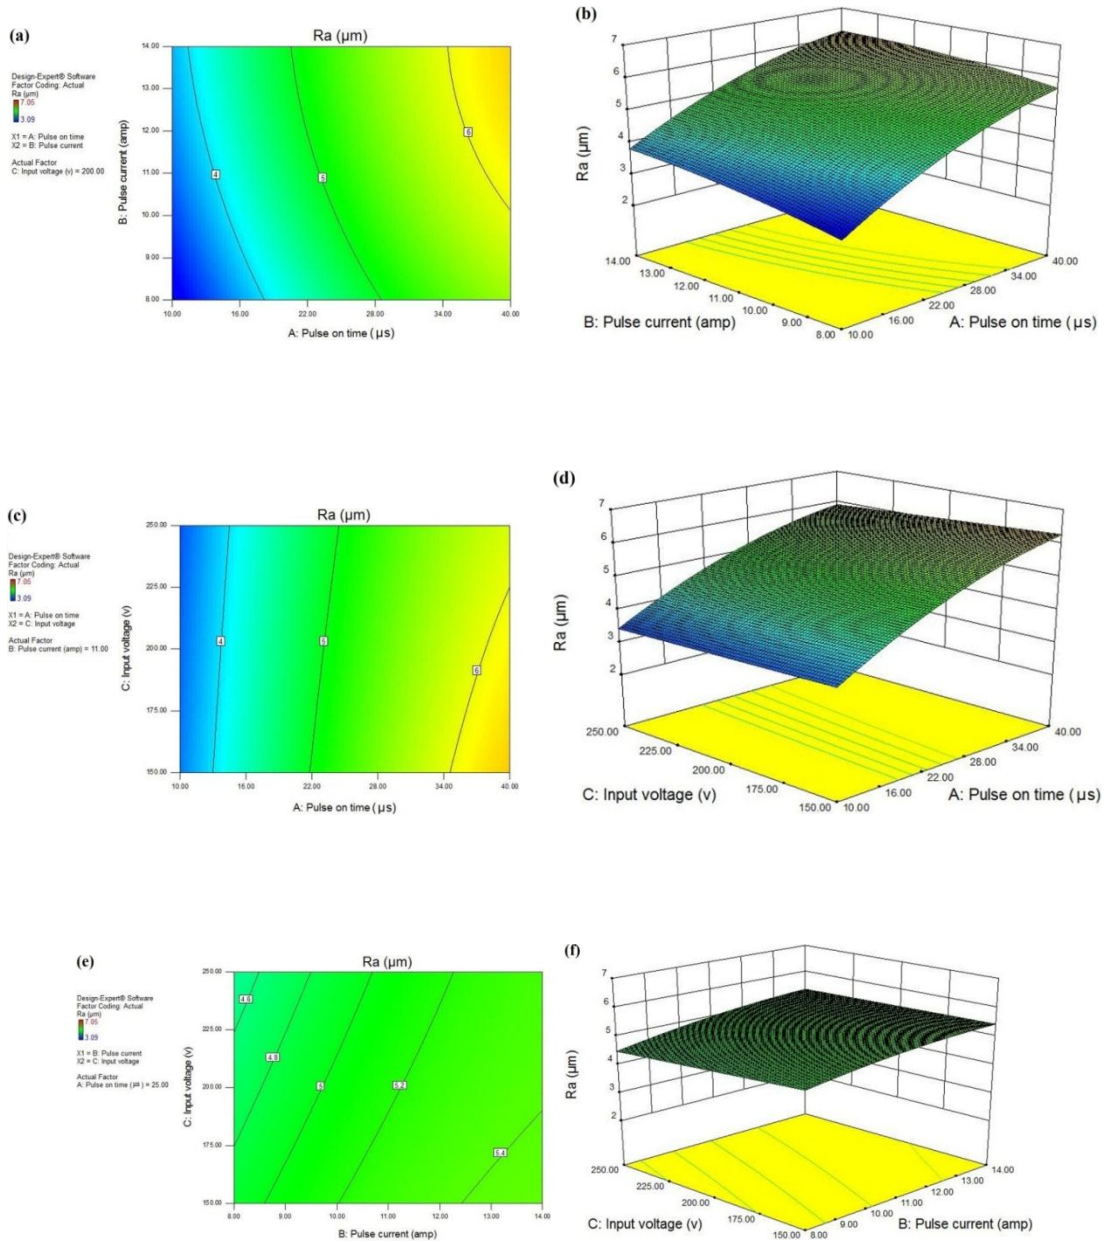 (a)
Ra (µm)
Design-Expert® Software
Factor Coding: Actual
Ra (µm)
7.05
3.09
X1 = A: Pulse on time
X2 = B: Pulse current
Actual Factor
C: Input voltage (v) = 200.00
B: Pulse current (amp)
14.00
13.00
12.00
11.00
10.00
9.00
8.00
4
5
6
10.00 16.00 22.00 28.00 34.00 40.00
A: Pulse on time (µs)
(b)
Ra (µm)
7
6
5
4
3
2
14.00
13.00
12.00
11.00
10.00
9.00
8.00
B: Pulse current (amp)
10.00
16.00
22.00
28.00
34.00
40.00
A: Pulse on time (µs)
(c)
Ra (µm)
Design-Expert® Software
Factor Coding: Actual
Ra (µm)
7.05
3.09
X1 = A: Pulse on time
X2 = C: Input voltage
Actual Factor
B: Pulse current (amp) = 11.00
C: Input voltage (v)
250.00
225.00
200.00
175.00
150.00
4
5
6
10.00 16.00 22.00 28.00 34.00 40.00
A: Pulse on time (µs)
(d)
Ra (µm)
7
6
5
4
3
2
250.00
225.00
200.00
175.00
150.00
C: Input voltage (v)
10.00
16.00
22.00
28.00
34.00
40.00
A: Pulse on time (µs)
(e)
Ra (µm)
Design-Expert® Software
Factor Coding: Actual
Ra (µm)
7.05
3.09
X1 = B: Pulse current
X2 = C: Input voltage
Actual Factor
A: Pulse on time ( ) = 25.00
C: Input voltage (v)
250.00
225.00
200.00
175.00
150.00
4.6
4.8
5
5.2
5.4
8.00 9.00 10.00 11.00 12.00 13.00 14.00
B: Pulse current (amp)
(f)
Ra (µm)
7
6
5
4
3
2
250.00
225.00
200.00
175.00
150.00
C: Input voltage (v)
8.00
9.00
10.00
11.00
12.00
13.00
14.00
B: Pulse current (amp)